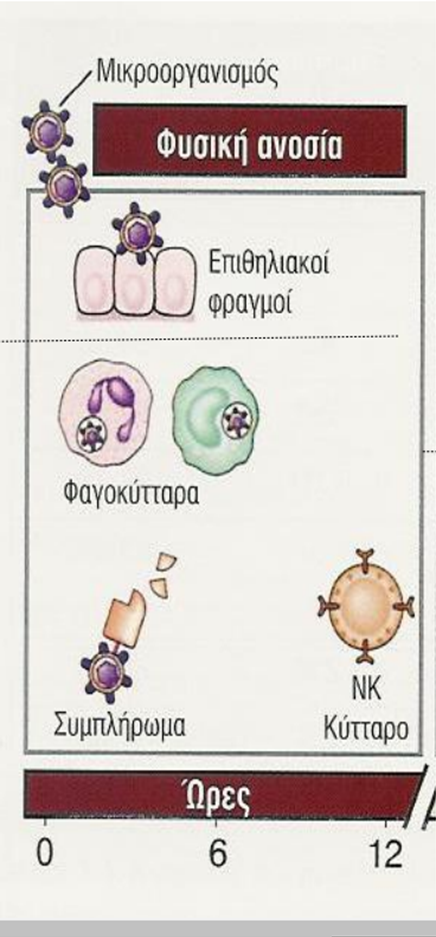 Μικροοργανισμός
Φυσική ανοσία
Επιθηλιακοί
φραγμοί
Φαγοκύτταρα
Συμπλήρωμα
NK
Κύτταρο
Ώρες
0 6 12